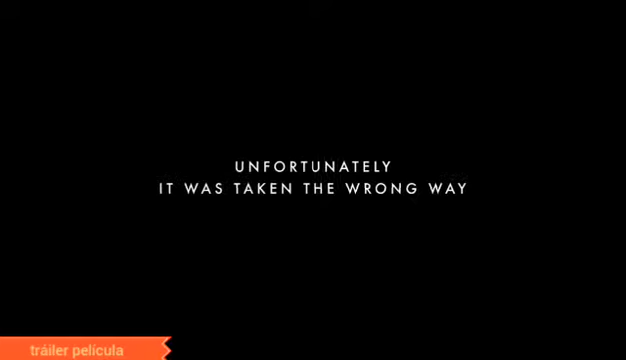 UNFORTUNATELY
IT WAS TAKEN THE WRONG WAY
tráiler película